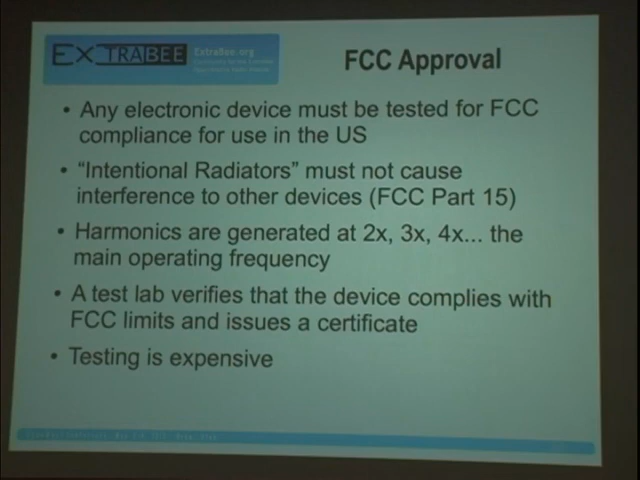 EXTRABEE
ExtraBee.org
FCC Approval
• Any electronic device must be tested for FCC
compliance for use in the US
• “Intentional Radiators” must not cause
interference to other devices (FCC Part 15)
• Harmonics are generated at 2x, 3x, 4x... the
main operating frequency
• A test lab verifies that the device complies with
FCC limits and issues a certificate
• Testing is expensive